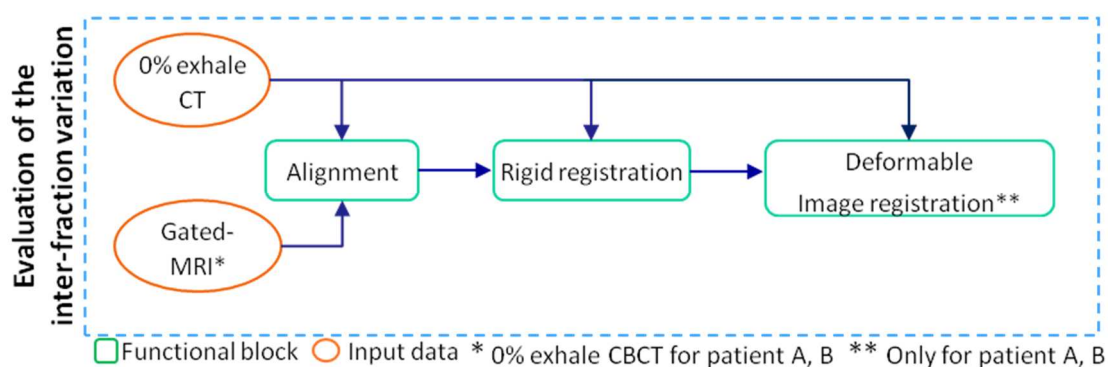 Evaluation of the
inter-fraction variation
0% exhale
CT
Alignment
Rigid registration
Deformable
Image registration**
Gated-
MRI*
Functional block Input data * 0% exhale CBCT for patient A, B ** Only for patient A, B